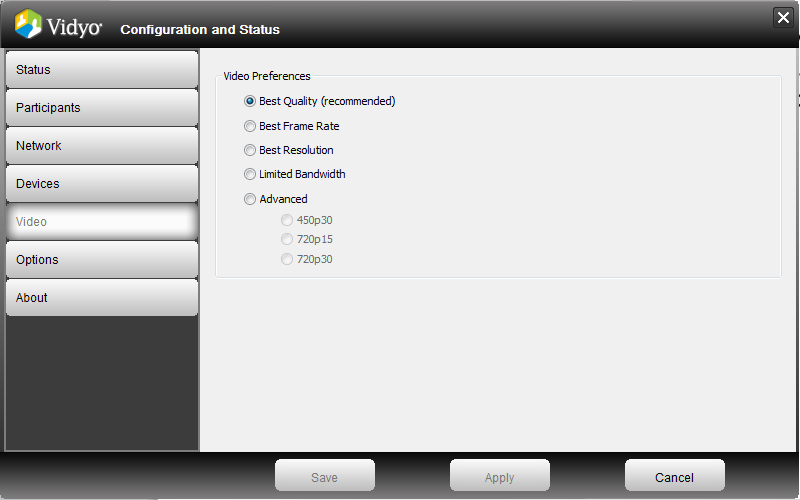 Vidyo
Configuration and Status
Status
Participants
Network
Devices
Video
Options
About
Video Preferences
Best Quality (recommended)
Best Frame Rate
Best Resolution
Limited Bandwidth
Advanced
450p30
720p15
720p30
Save
Apply
Cancel